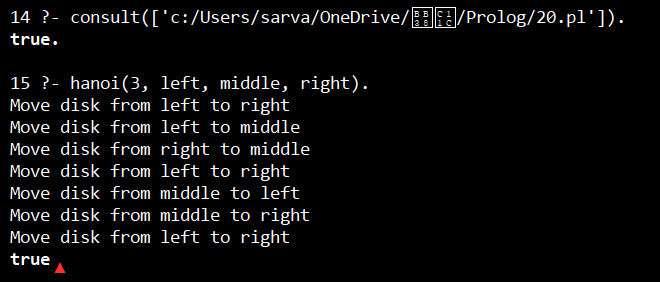 14 ?- consult(['c:/Users/sarva/OneDrive/문서/Prolog/20.pl']).
true.
15 ?- hanoi(3, left, middle, right).
Move disk from left to right
Move disk from left to middle
Move disk from right to middle
Move disk from left to right
Move disk from middle to left
Move disk from middle to right
Move disk from left to right
true